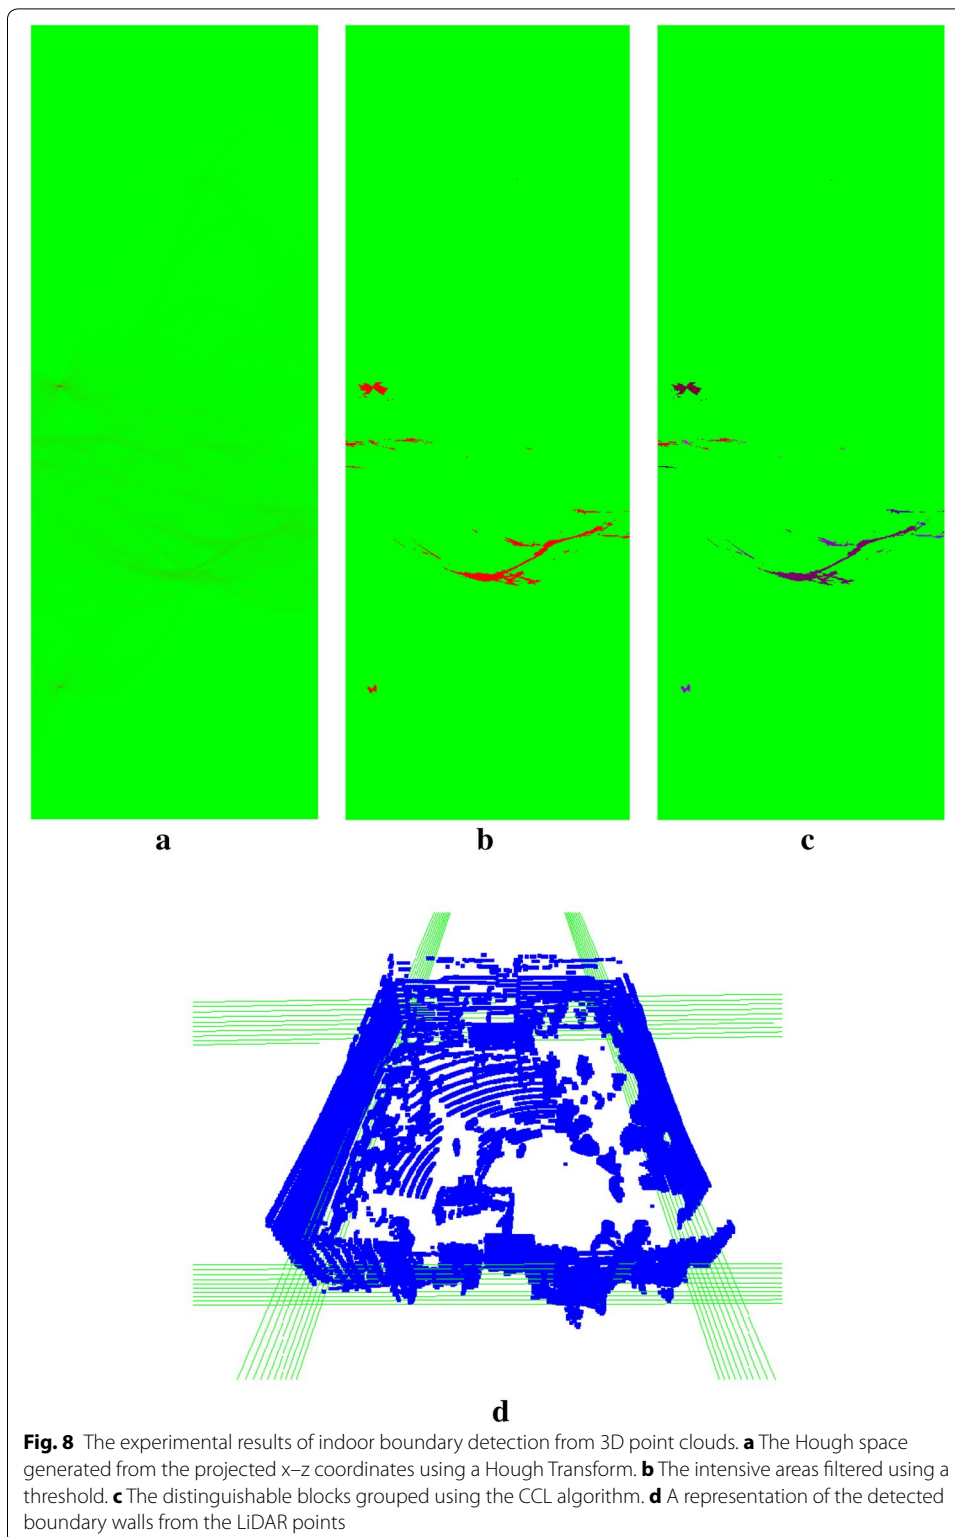 a
b
c
d
Fig. 8 The experimental results of indoor boundary detection from 3D point clouds. a The Hough space
generated from the projected x–z coordinates using a Hough Transform. b The intensive areas filtered using a
threshold. c The distinguishable blocks grouped using the CCL algorithm. d A representation of the detected
boundary walls from the LiDAR points